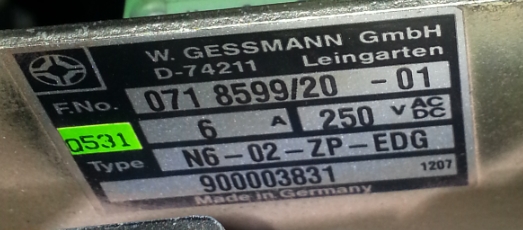 W. GESSMANN GmbH
D-74211 Leingarten
F.No. 071 8599/20 -01
0531 6 A 250 V AC DC
Type N6-02-ZP-EDG
900003831 1207
Made in Germany